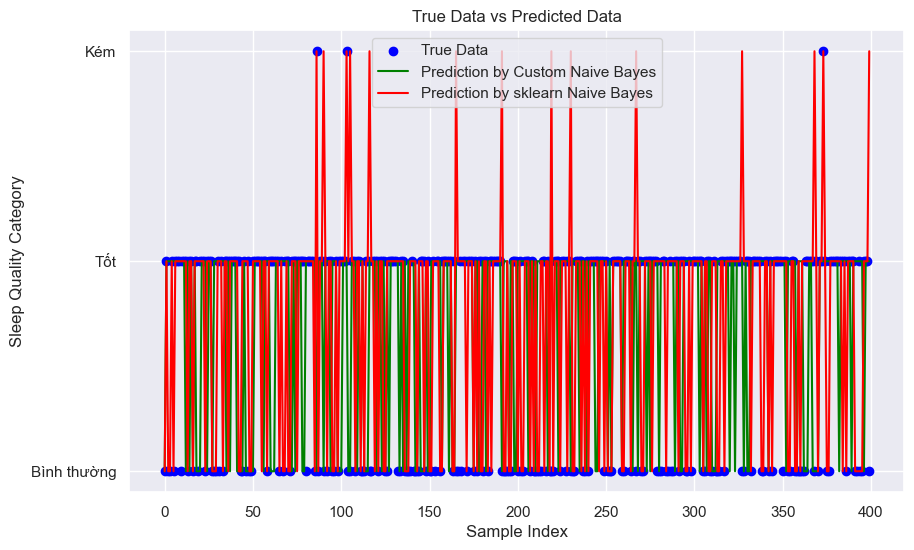 True Data vs Predicted Data
True Data
Prediction by Custom Naive Bayes
Prediction by sklearn Naive Bayes
Sleep Quality Category
Kém
Tốt
Bình thường
0 50 100 150 200 250 300 350 400
Sample Index